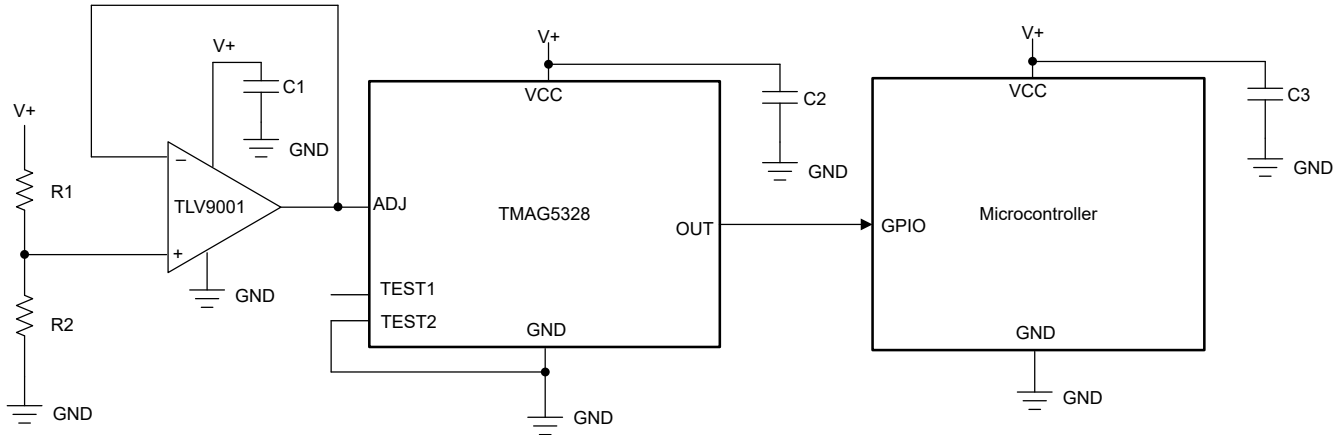 V+
R1
R2
GND
−
+
TLV9001
V+
C1
GND
GND
ADJ
TEST1
TEST2
V+
VCC
TMAG5328
OUT
GND
GND
C2
GND
V+
VCC
GPIO
Microcontroller
GND
GND
C3
GND